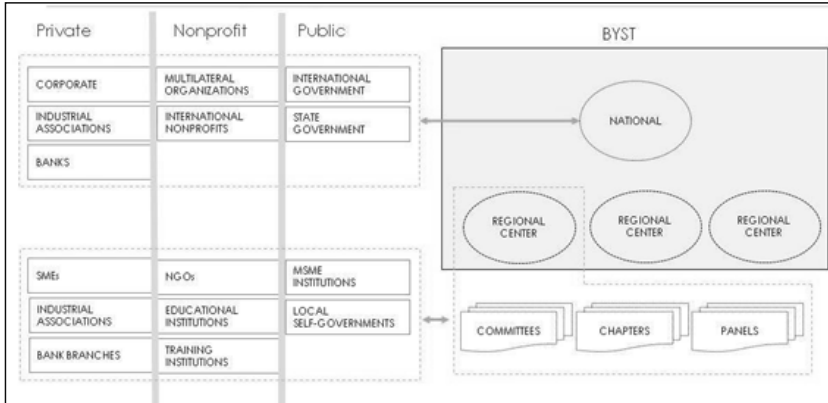 Private
Nonprofit
Public
BYST
CORPORATE
MULTILATERAL
ORGANIZATIONS
INTERNATIONAL
GOVERNMENT
INDUSTRIAL
ASSOCIATIONS
INTERNATIONAL
NONPROFITS
STATE
GOVERNMENT
BANKS
NATIONAL
REGIONAL
CENTER
REGIONAL
CENTER
REGIONAL
CENTER
SMEs
NGOs
MSME
INSTITUTIONS
INDUSTRIAL
ASSOCIATIONS
EDUCATIONAL
INSTITUTIONS
LOCAL
SELF-GOVERNMENTS
BANK BRANCHES
TRAINING
INSTITUTIONS
COMMITTEES
CHAPTERS
PANELS